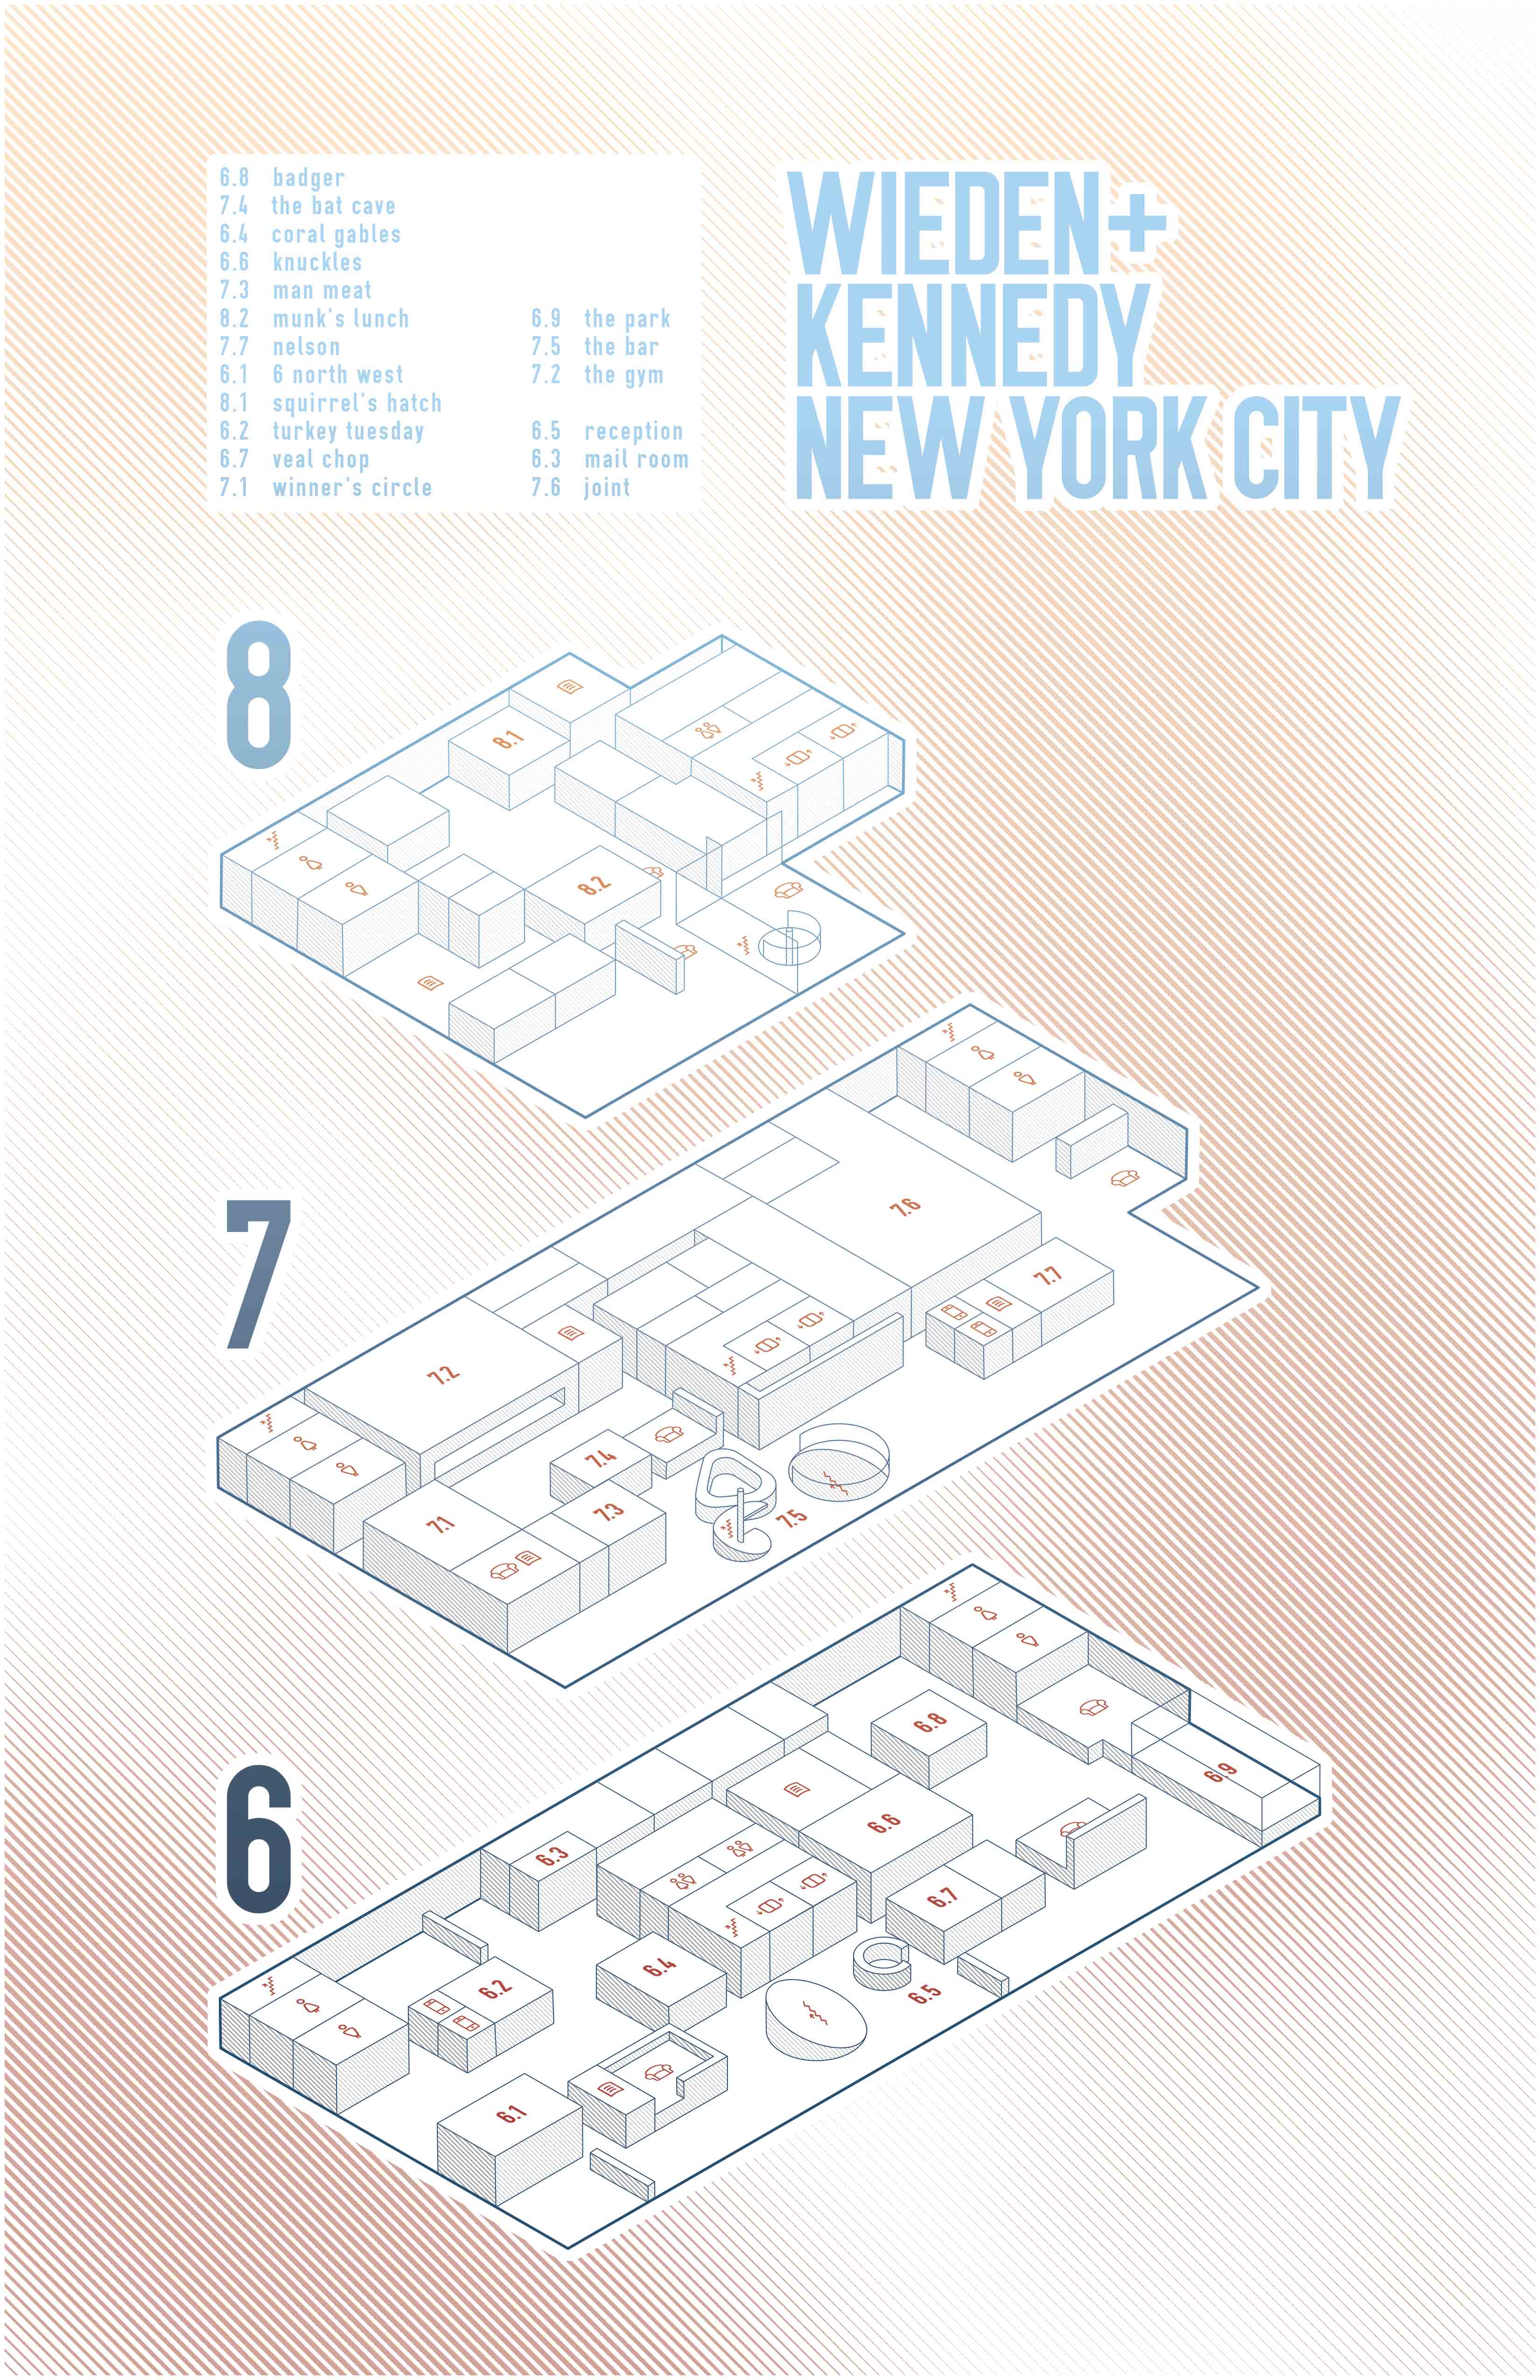 6.8 badger
7.4 the bat cave
6.4 coral gables
6.6 knuckles
7.3 man meat
8.2 munk's lunch
7.7 nelson
6.1 6 north west
8.1 squirrel's hatch
6.2 turkey tuesday
6.7 veal chop
7.1 winner's circle
6.9 the park
7.5 the bar
7.2 the gym
6.5 reception
6.3 mail room
7.6 joint
WIEDEN+
KENNEDY
NEW YORK CITY
8
8.1
8.2
7
7.6
7.7
7.2
7.4
7.3
7.1
7.5
6
6.8
6.9
6.6
6.3
6.7
6.4
6.2
6.5
6.1